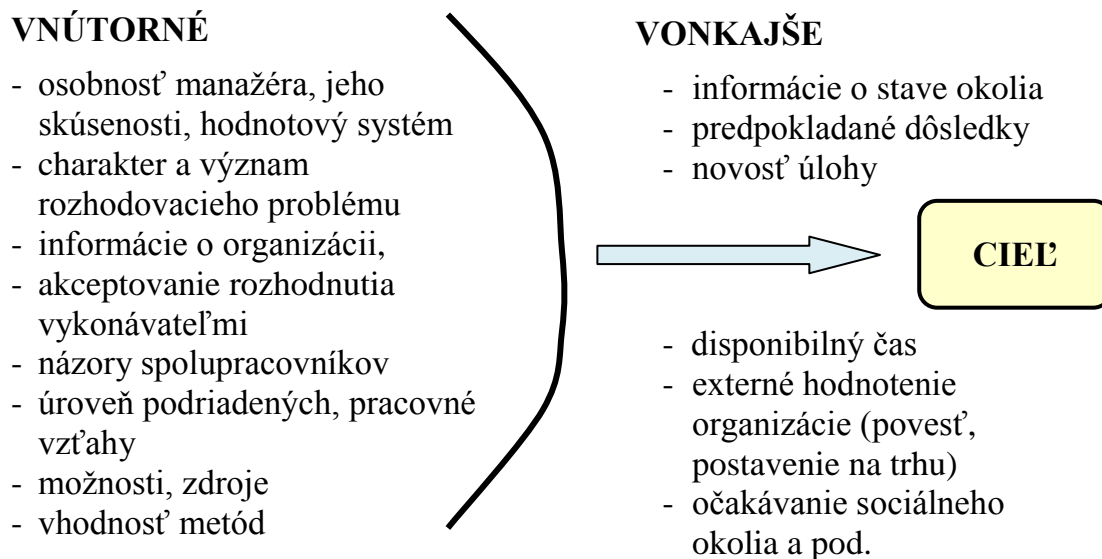 VNÚTORNÉ
- osobnosť manažéra, jeho
skúsenosti, hodnotový systém
- charakter a význam
rozhodovacieho problému
- informácie o organizácii,
- akceptovanie rozhodnutia
vykonávateľmi
- názory spolupracovníkov
- úroveň podriadených, pracovné
vzťahy
- možnosti, zdroje
- vhodnosť metód
VONKAJŠE
- informácie o stave okolia
- predpokladané dôsledky
- novosť úlohy
CIEĽ
- disponibilný čas
- externé hodnotenie
organizácie (povesť,
postavenie na trhu)
- očakávanie sociálneho
okolia a pod.